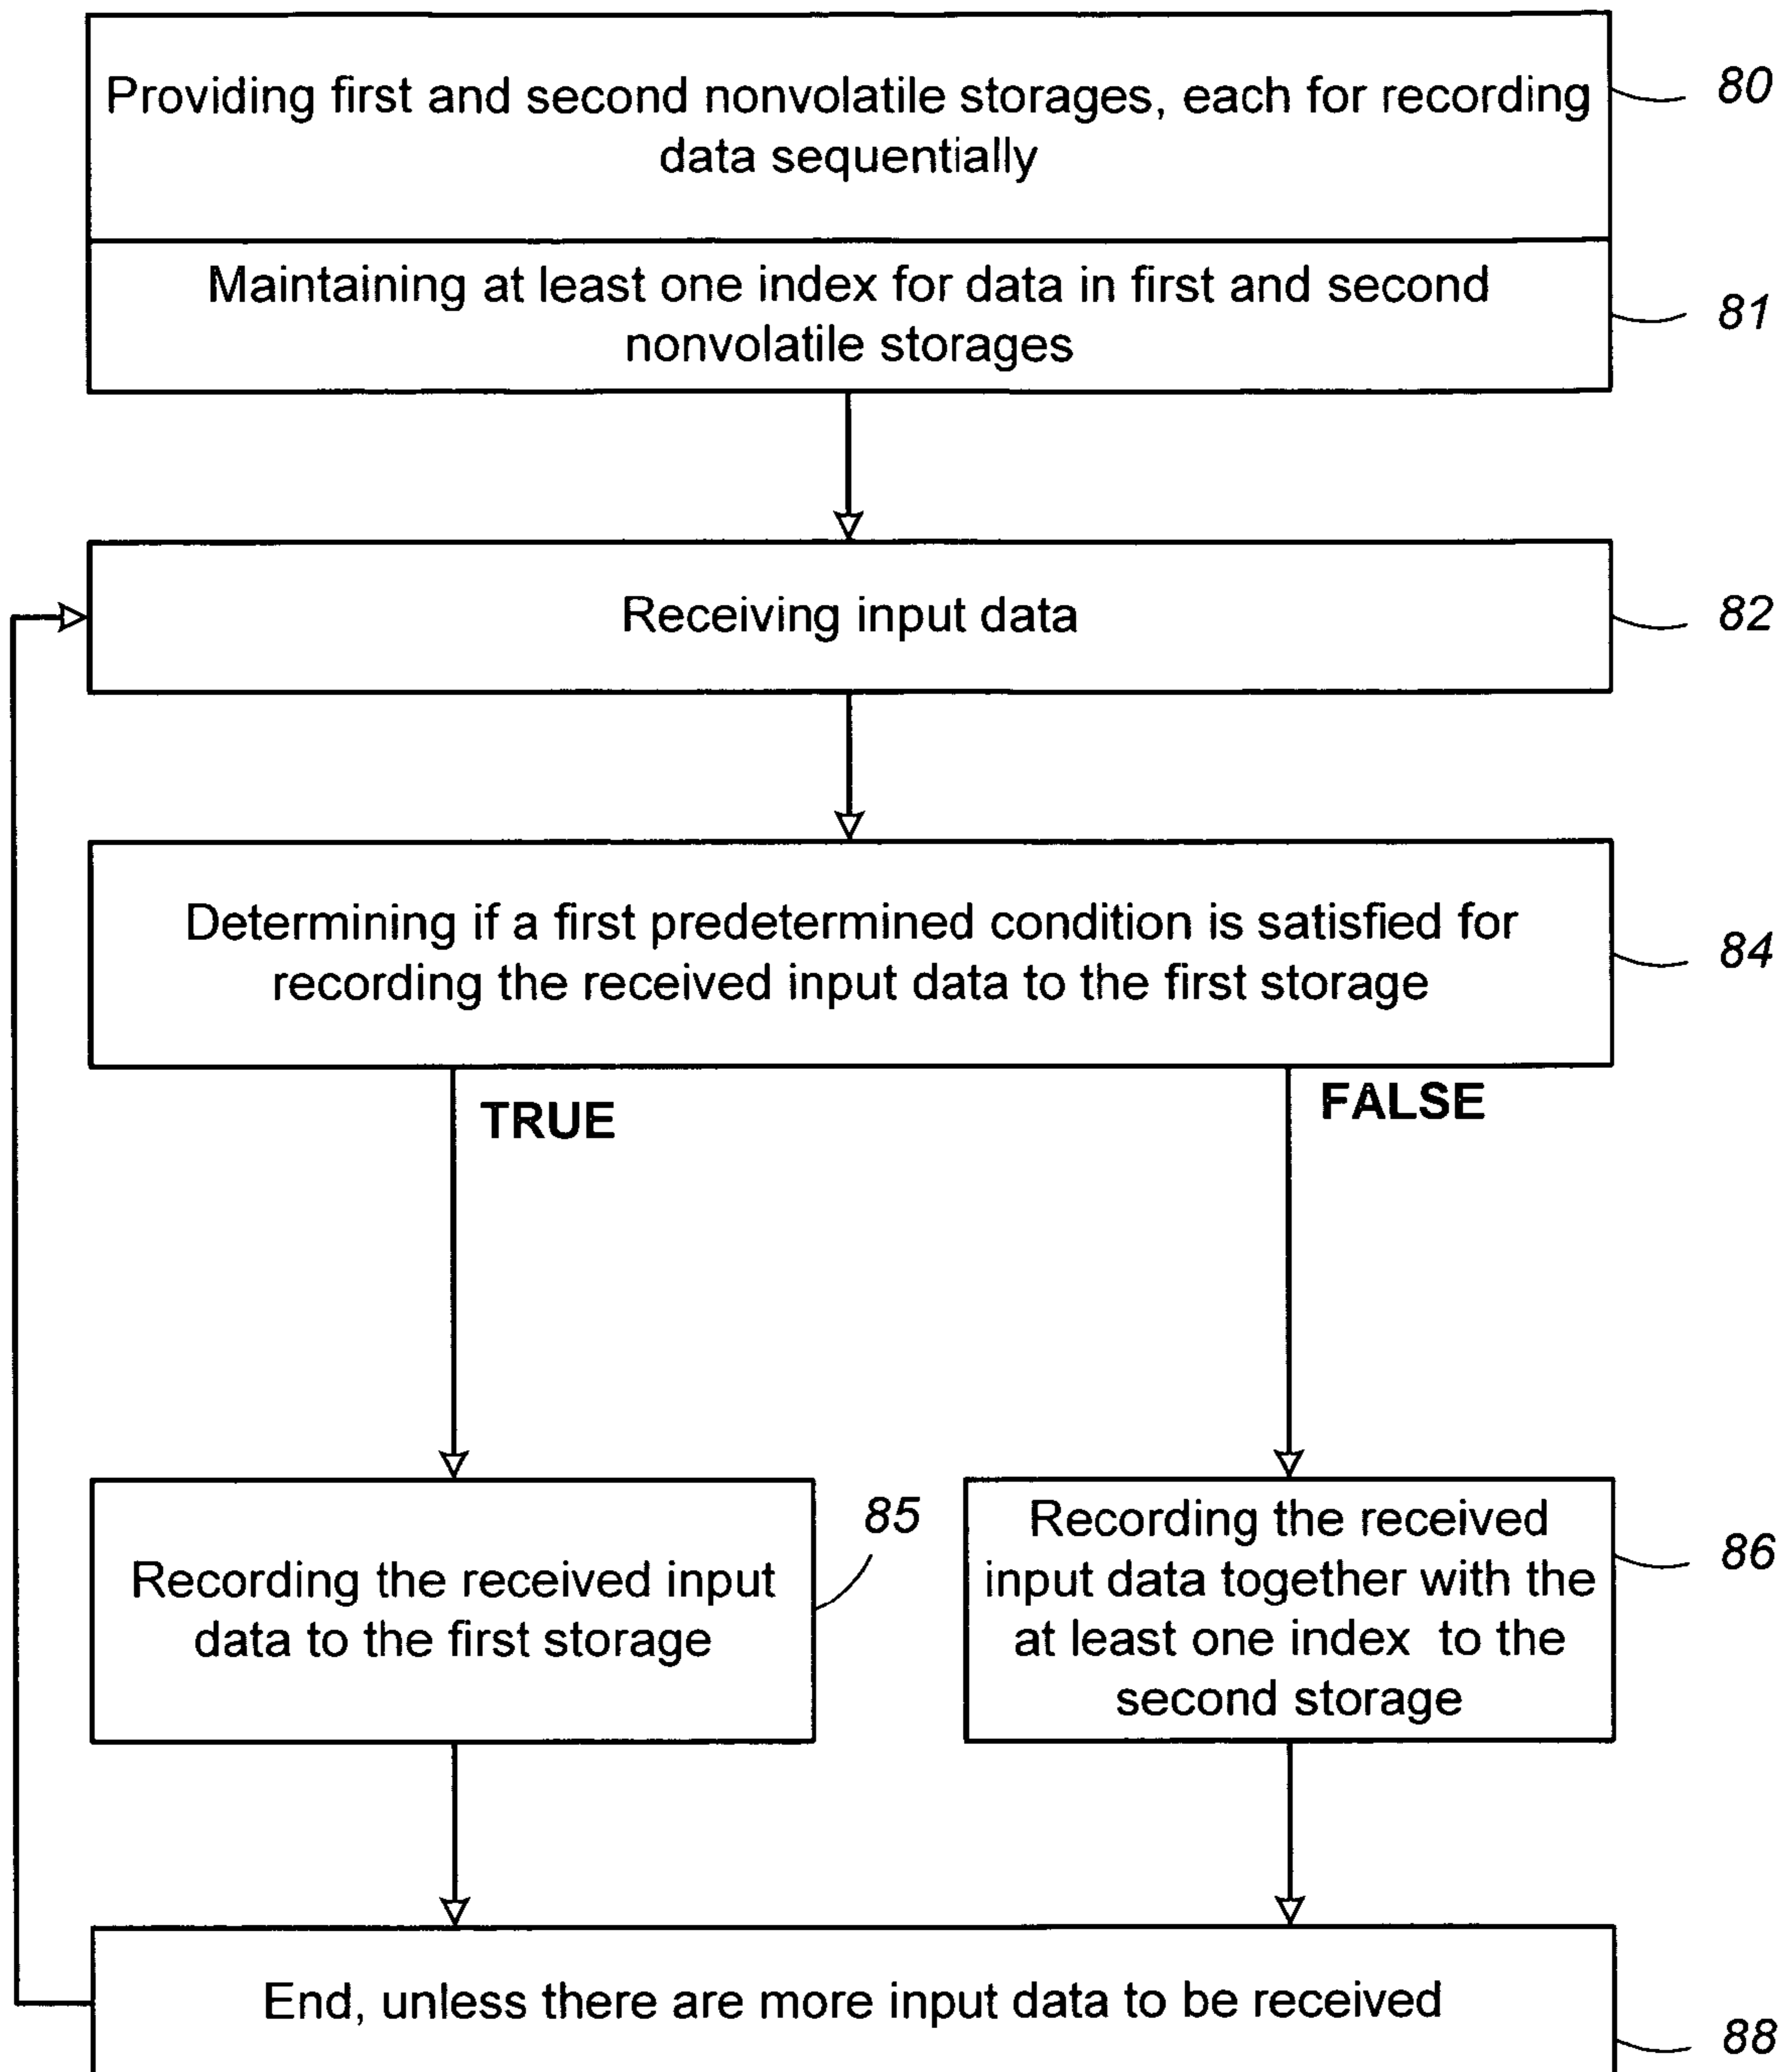 Providing first and second nonvolatile storages, each for recording
data sequentially
80
Maintaining at least one index for data in first and second
nonvolatile storages
81
Receiving input data
82
Determining if a first predetermined condition is satisfied for
recording the received input data to the first storage
84
TRUE
FALSE
Recording the received input
data to the first storage
85
Recording the received
input data together with the
at least one index to the
second storage
86
End, unless there are more input data to be received
88